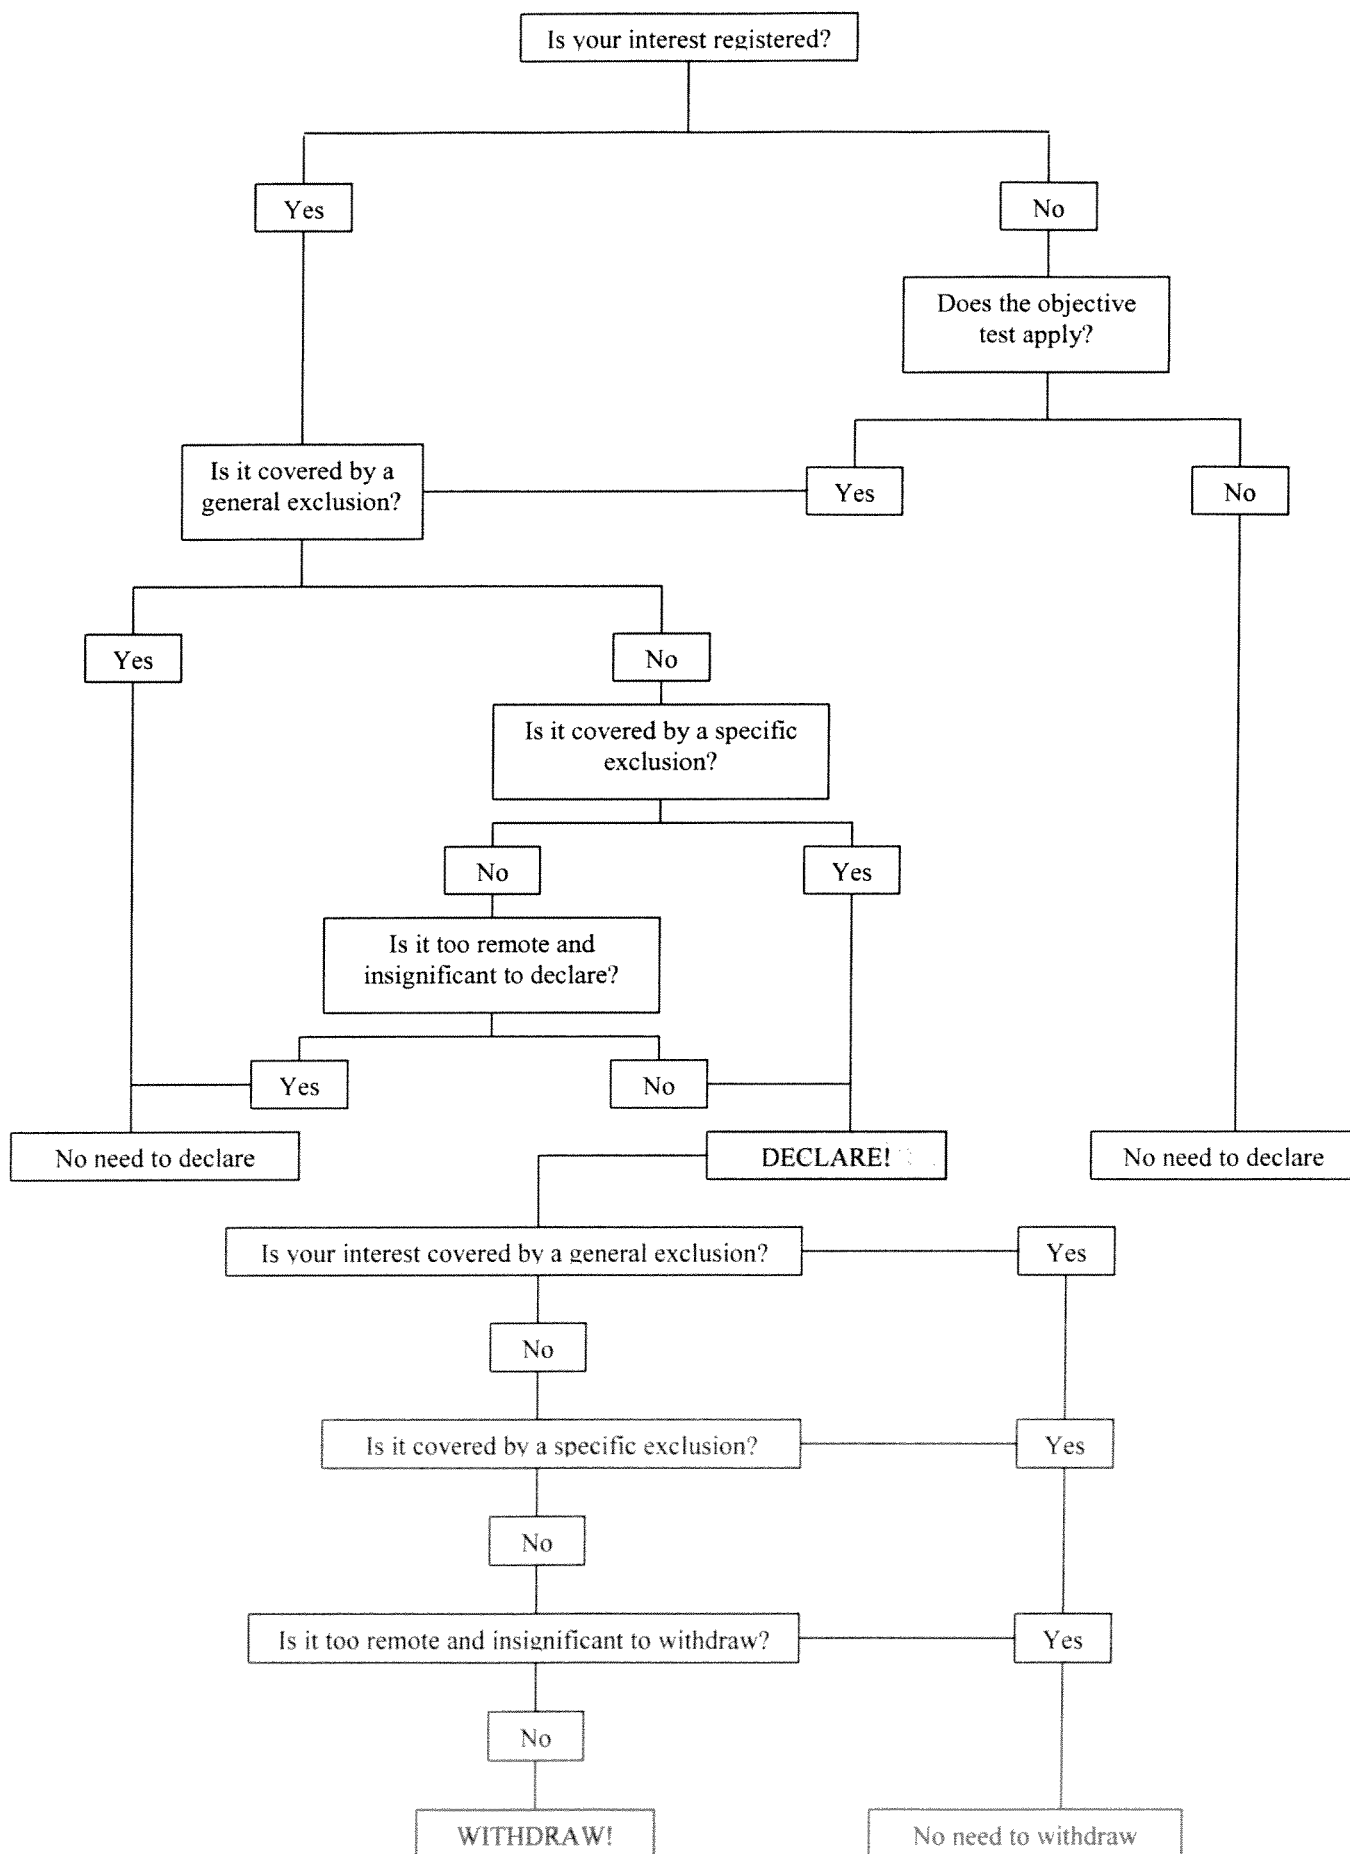 Is your interest registered?
Yes
No
Does the objective
test apply?
Is it covered by a
general exclusion?
Yes
No
Yes
No
Is it covered by a specific
exclusion?
No
Yes
Is it too remote and
insignificant to declare?
Yes
No
No need to declare
DECLARE!
No need to declare
Is your interest covered by a general exclusion?
Yes
No
Is it covered by a specific exclusion?
Yes
No
Is it too remote and insignificant to withdraw?
Yes
No
WITHDRAW!
No need to withdraw